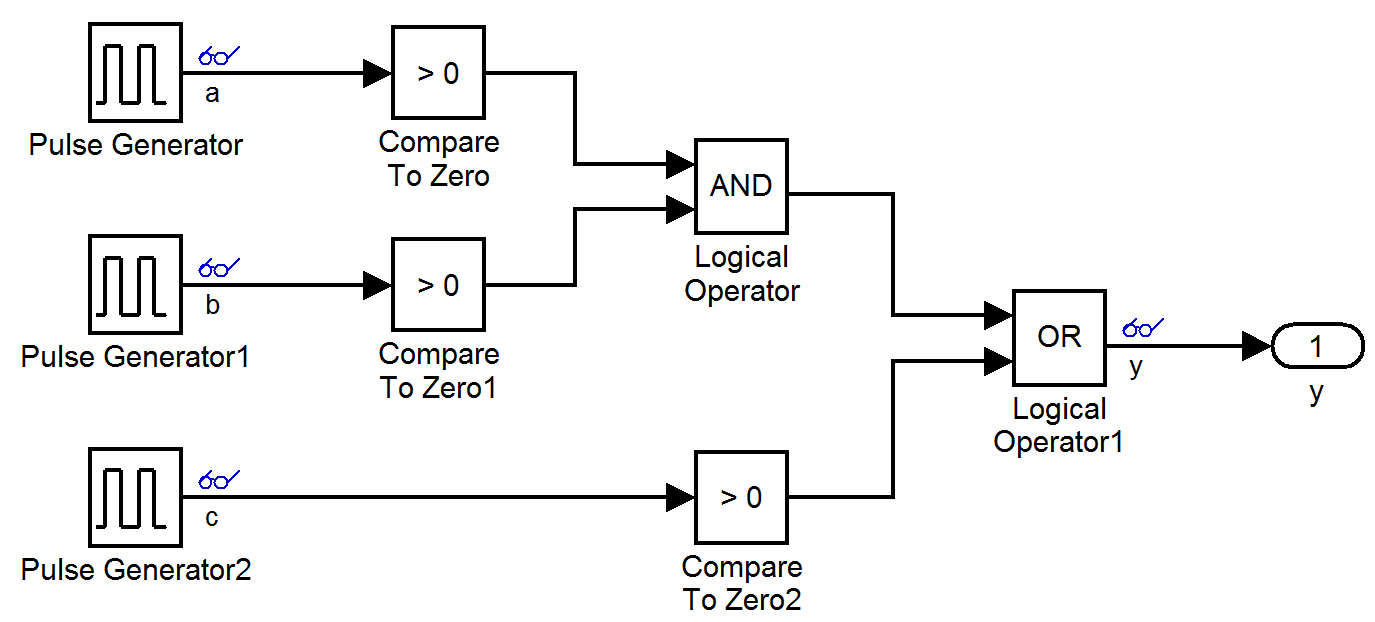 a
> 0
Pulse Generator
Compare
To Zero
AND
Logical
Operator
b
> 0
Pulse Generator1
Compare
To Zero1
OR
y
1
y
Logical
Operator1
c
> 0
Pulse Generator2
Compare
To Zero2